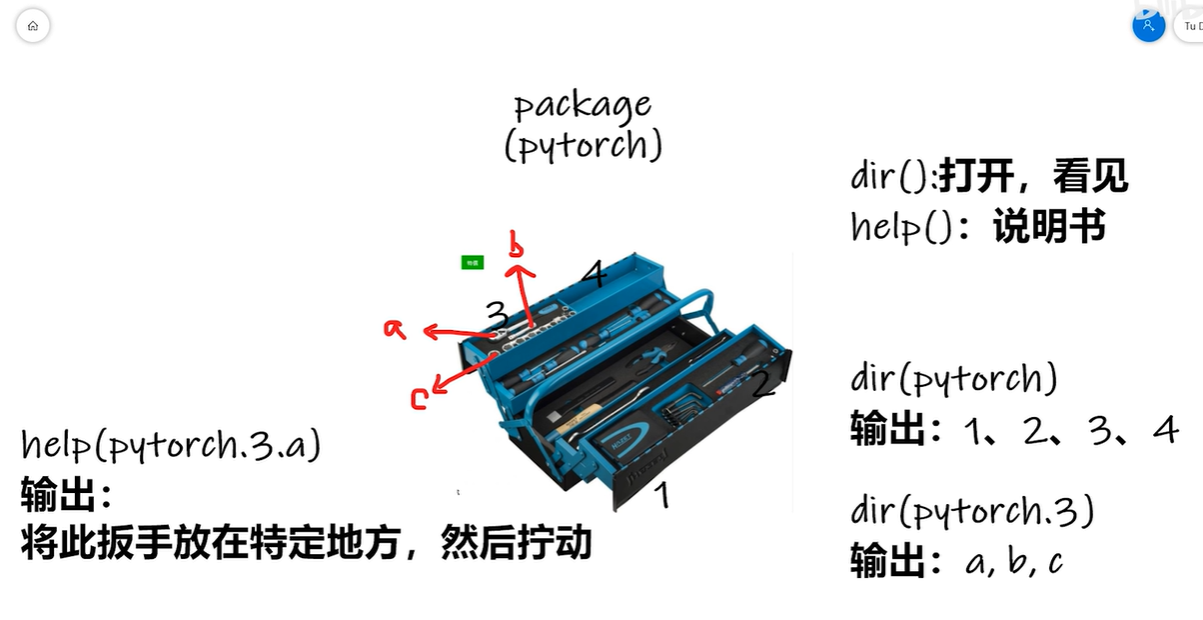 Tu D
package
(pytorch)
dir():打开，看见
help()：说明书
b
4
3
a
c
2
1
dir(pytorch)
输出：1、2、3、4
help(pytorch.3.a)
输出：
将此扳手放在特定地方，然后拧动
dir(pytorch.3)
输出：a, b, c